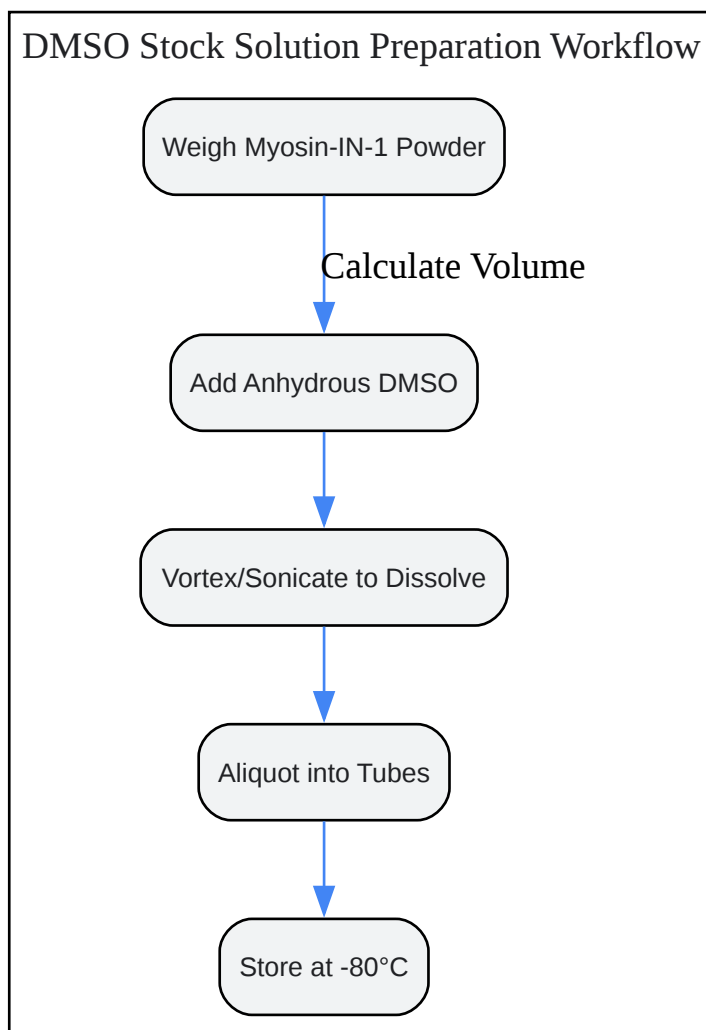 DMSO Stock Solution Preparation Workflow
Weigh Myosin-IN-1 Powder
Calculate Volume
Add Anhydrous DMSO
Vortex/Sonicate to Dissolve
Aliquot into Tubes
Store at -80°C